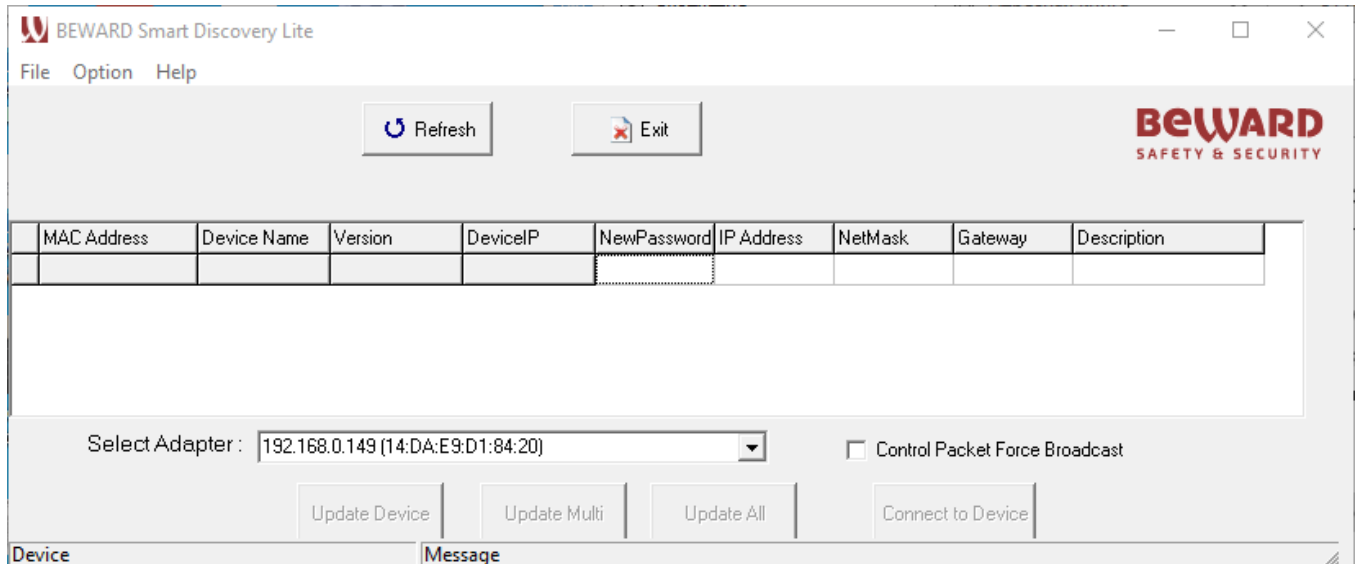 BEWARD Smart Discovery Lite
File Option Help
Refresh Exit
BEWARD
SAFETY & SECURITY
MAC Address Device Name Version DeviceIP NewPassword IP Address NetMask Gateway Description
Select Adapter : 192.168.0.149 (14:DA:E9:D1:84:20) Control Packet Force Broadcast
Update Device Update Multi Update All Connect to Device
Device Message